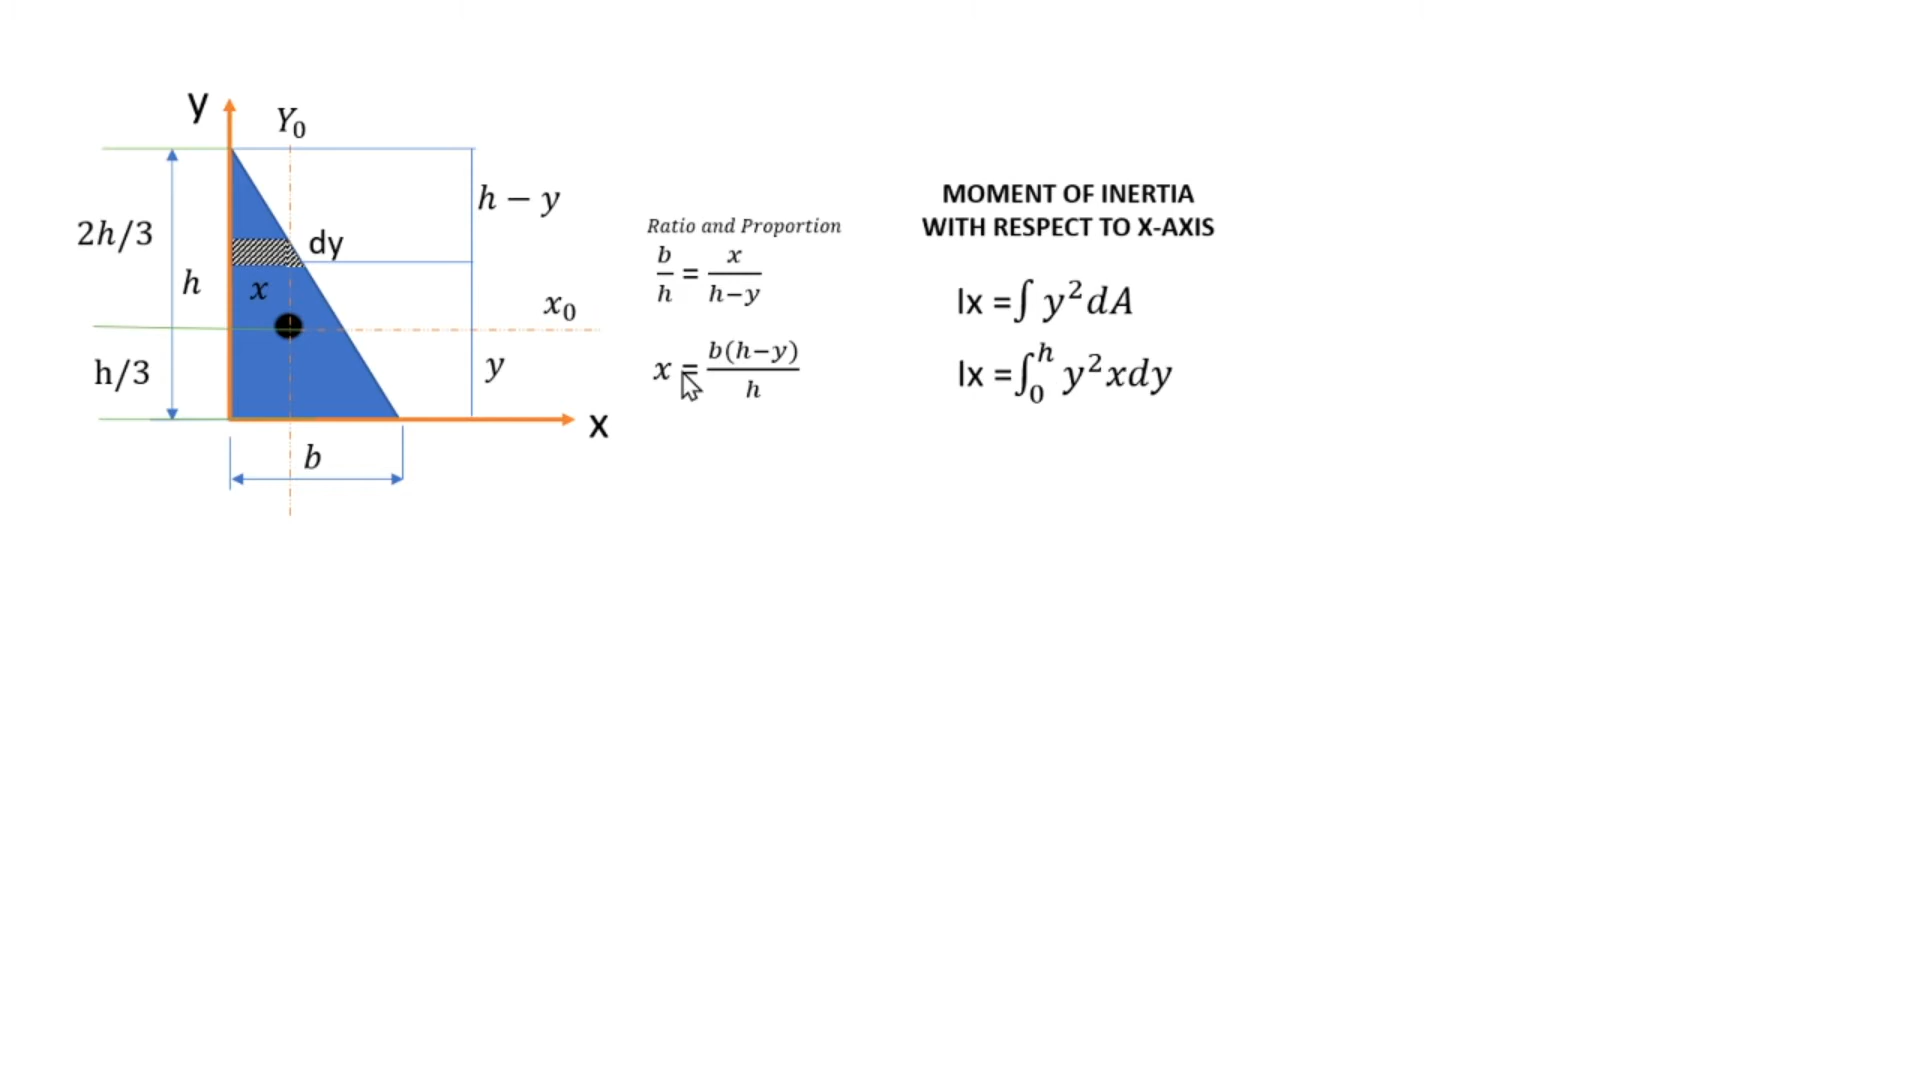 y
Y₀
2h/3
h
x
dy
h − y
x₀
h/3
y
x
b
Ratio and Proportion
b/h = x/(h−y)
x = b(h−y)/h
MOMENT OF INERTIA
WITH RESPECT TO X-AXIS
Ix =∫ y²dA
Ix =∫₀ʰ y²xdy